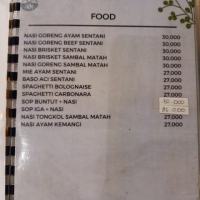 FOOD
NASI GORENG AYAM SENTANI 30,000
NASI GORENG BEEF SENTANI 30,000
NASI BRISKET SENTANI 30,000
NASI BRISKET SAMBAL MATAH 30,000
NASI GORENG SAMBAL MATAH 30,000
MIE AYAM SENTANI 27,000
BASO ACI SENTANI 27,000
SPAGHETTI BOLOGNAISE 27,000
SPAGHETTI CARBONARA 27,000
SOP BUNTUT + NASI 30.000
SOP IGA + NASI
NASI TONGKOL SAMBAL MATAH 27,000
NASI AYAM KEMANGI 27,000